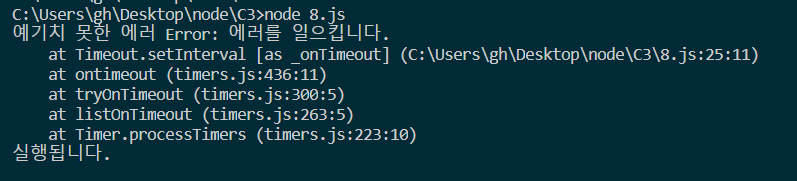 C:\Users\gh\Desktop\node\C3>node 8.js
예기치 못한 에러 Error: 에러를 일으킵니다.
    at Timeout.setInterval [as _onTimeout] (C:\Users\gh\Desktop\node\C3\8.js:25:11)
    at ontimeout (timers.js:436:11)
    at tryOnTimeout (timers.js:300:5)
    at listOnTimeout (timers.js:263:5)
    at Timer.processTimers (timers.js:223:10)
실행됩니다.